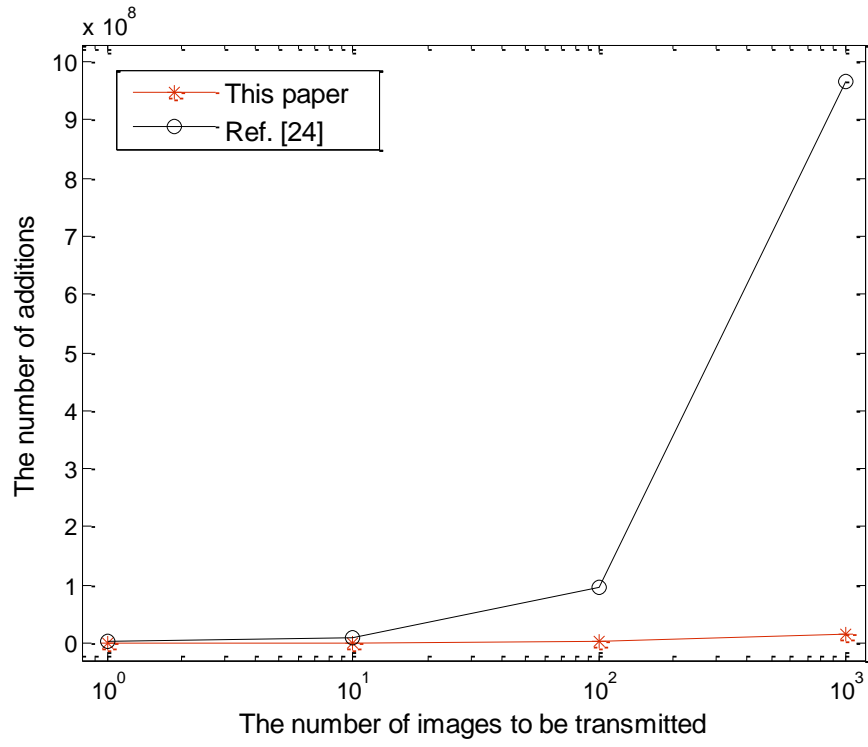 x 10^8
10
9
8
7
6
5
4
3
2
1
0
The number of additions
This paper
Ref. [24]
10^0 10^1 10^2 10^3
The number of images to be transmitted